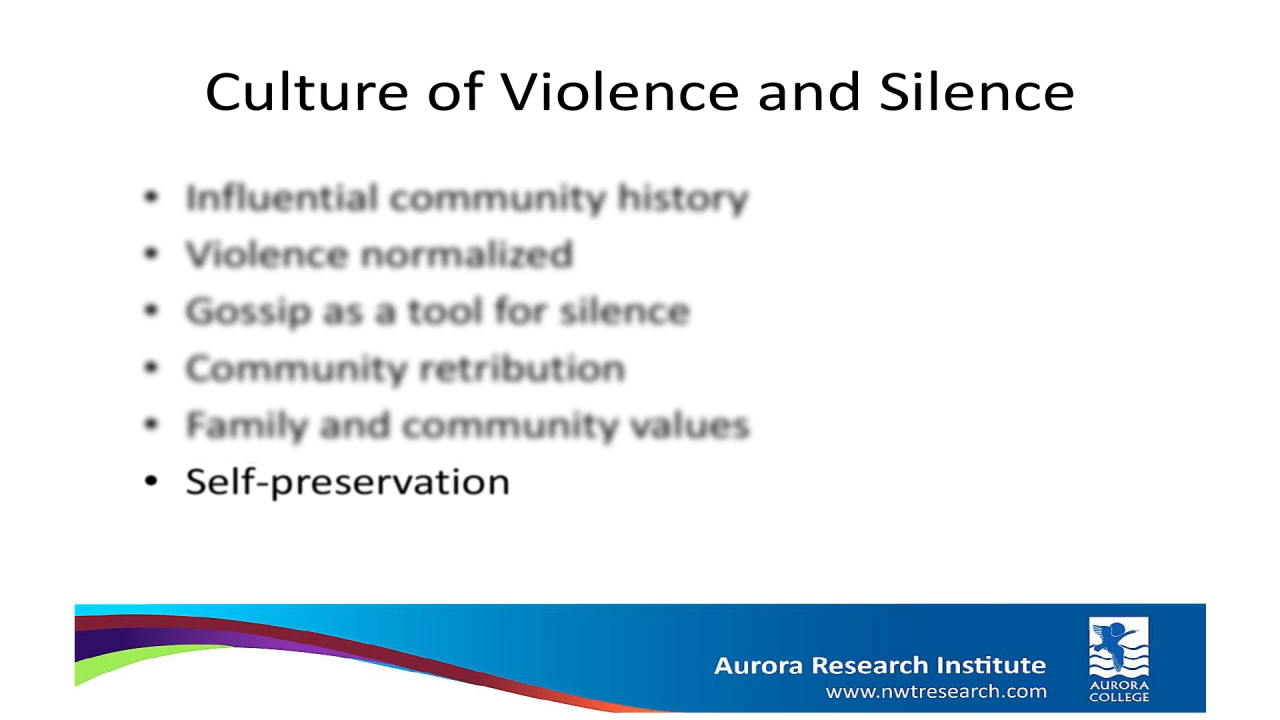 Culture of Violence and Silence
• Influential community history
• Violence normalized
• Gossip as a tool for silence
• Community retribution
• Family and community values
• Self-preservation
Aurora Research Institute
www.nwtresearch.com
AURORA
COLLEGE